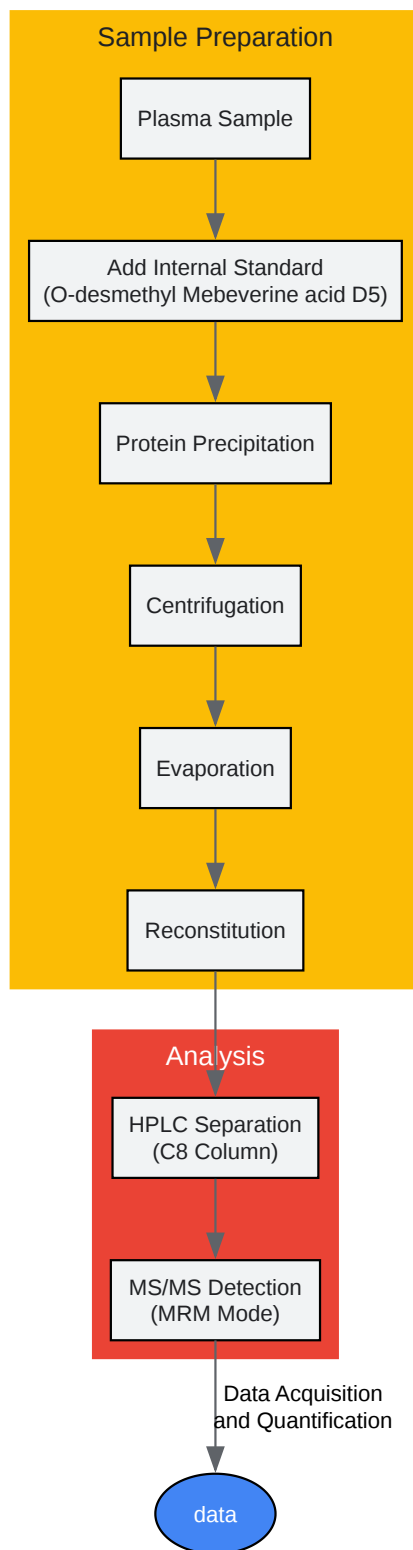 Sample Preparation
Plasma Sample
Add Internal Standard
(O-desmethyl Mebeverine acid D5)
Protein Precipitation
Centrifugation
Evaporation
Reconstitution
Analysis
HPLC Separation
(C8 Column)
MS/MS Detection
(MRM Mode)
Data Acquisition
and Quantification
data